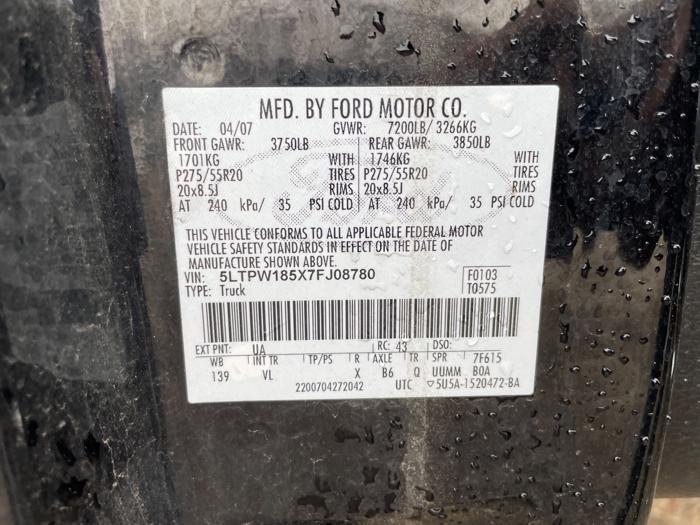 MFD. BY FORD MOTOR CO.
DATE: 04/07 GVWR: 7200LB/ 3266KG
FRONT GAWR: 3750LB REAR GAWR: 3850LB
1701KG WITH 1746KG WITH
P275/55R20 TIRES P275/55R20 TIRES
20x8.5J RIMS 20x8.5J RIMS
AT 240 kPa/ 35 PSI COLD AT 240 kPa/ 35 PSI COLD
THIS VEHICLE CONFORMS TO ALL APPLICABLE FEDERAL MOTOR
VEHICLE SAFETY STANDARDS IN EFFECT ON THE DATE OF
MANUFACTURE SHOWN ABOVE.
VIN: 5LTPW185X7FJ08780 F0103
TYPE: Truck T0575
EXT PNT: UA RC: 43 DSO:
WB INT TR TP/PS R AXLE TR SPR 7F615
139 VL X B6 Q UUMM B0A
2200704272042 UTC ▽5U5A-1520472-BA